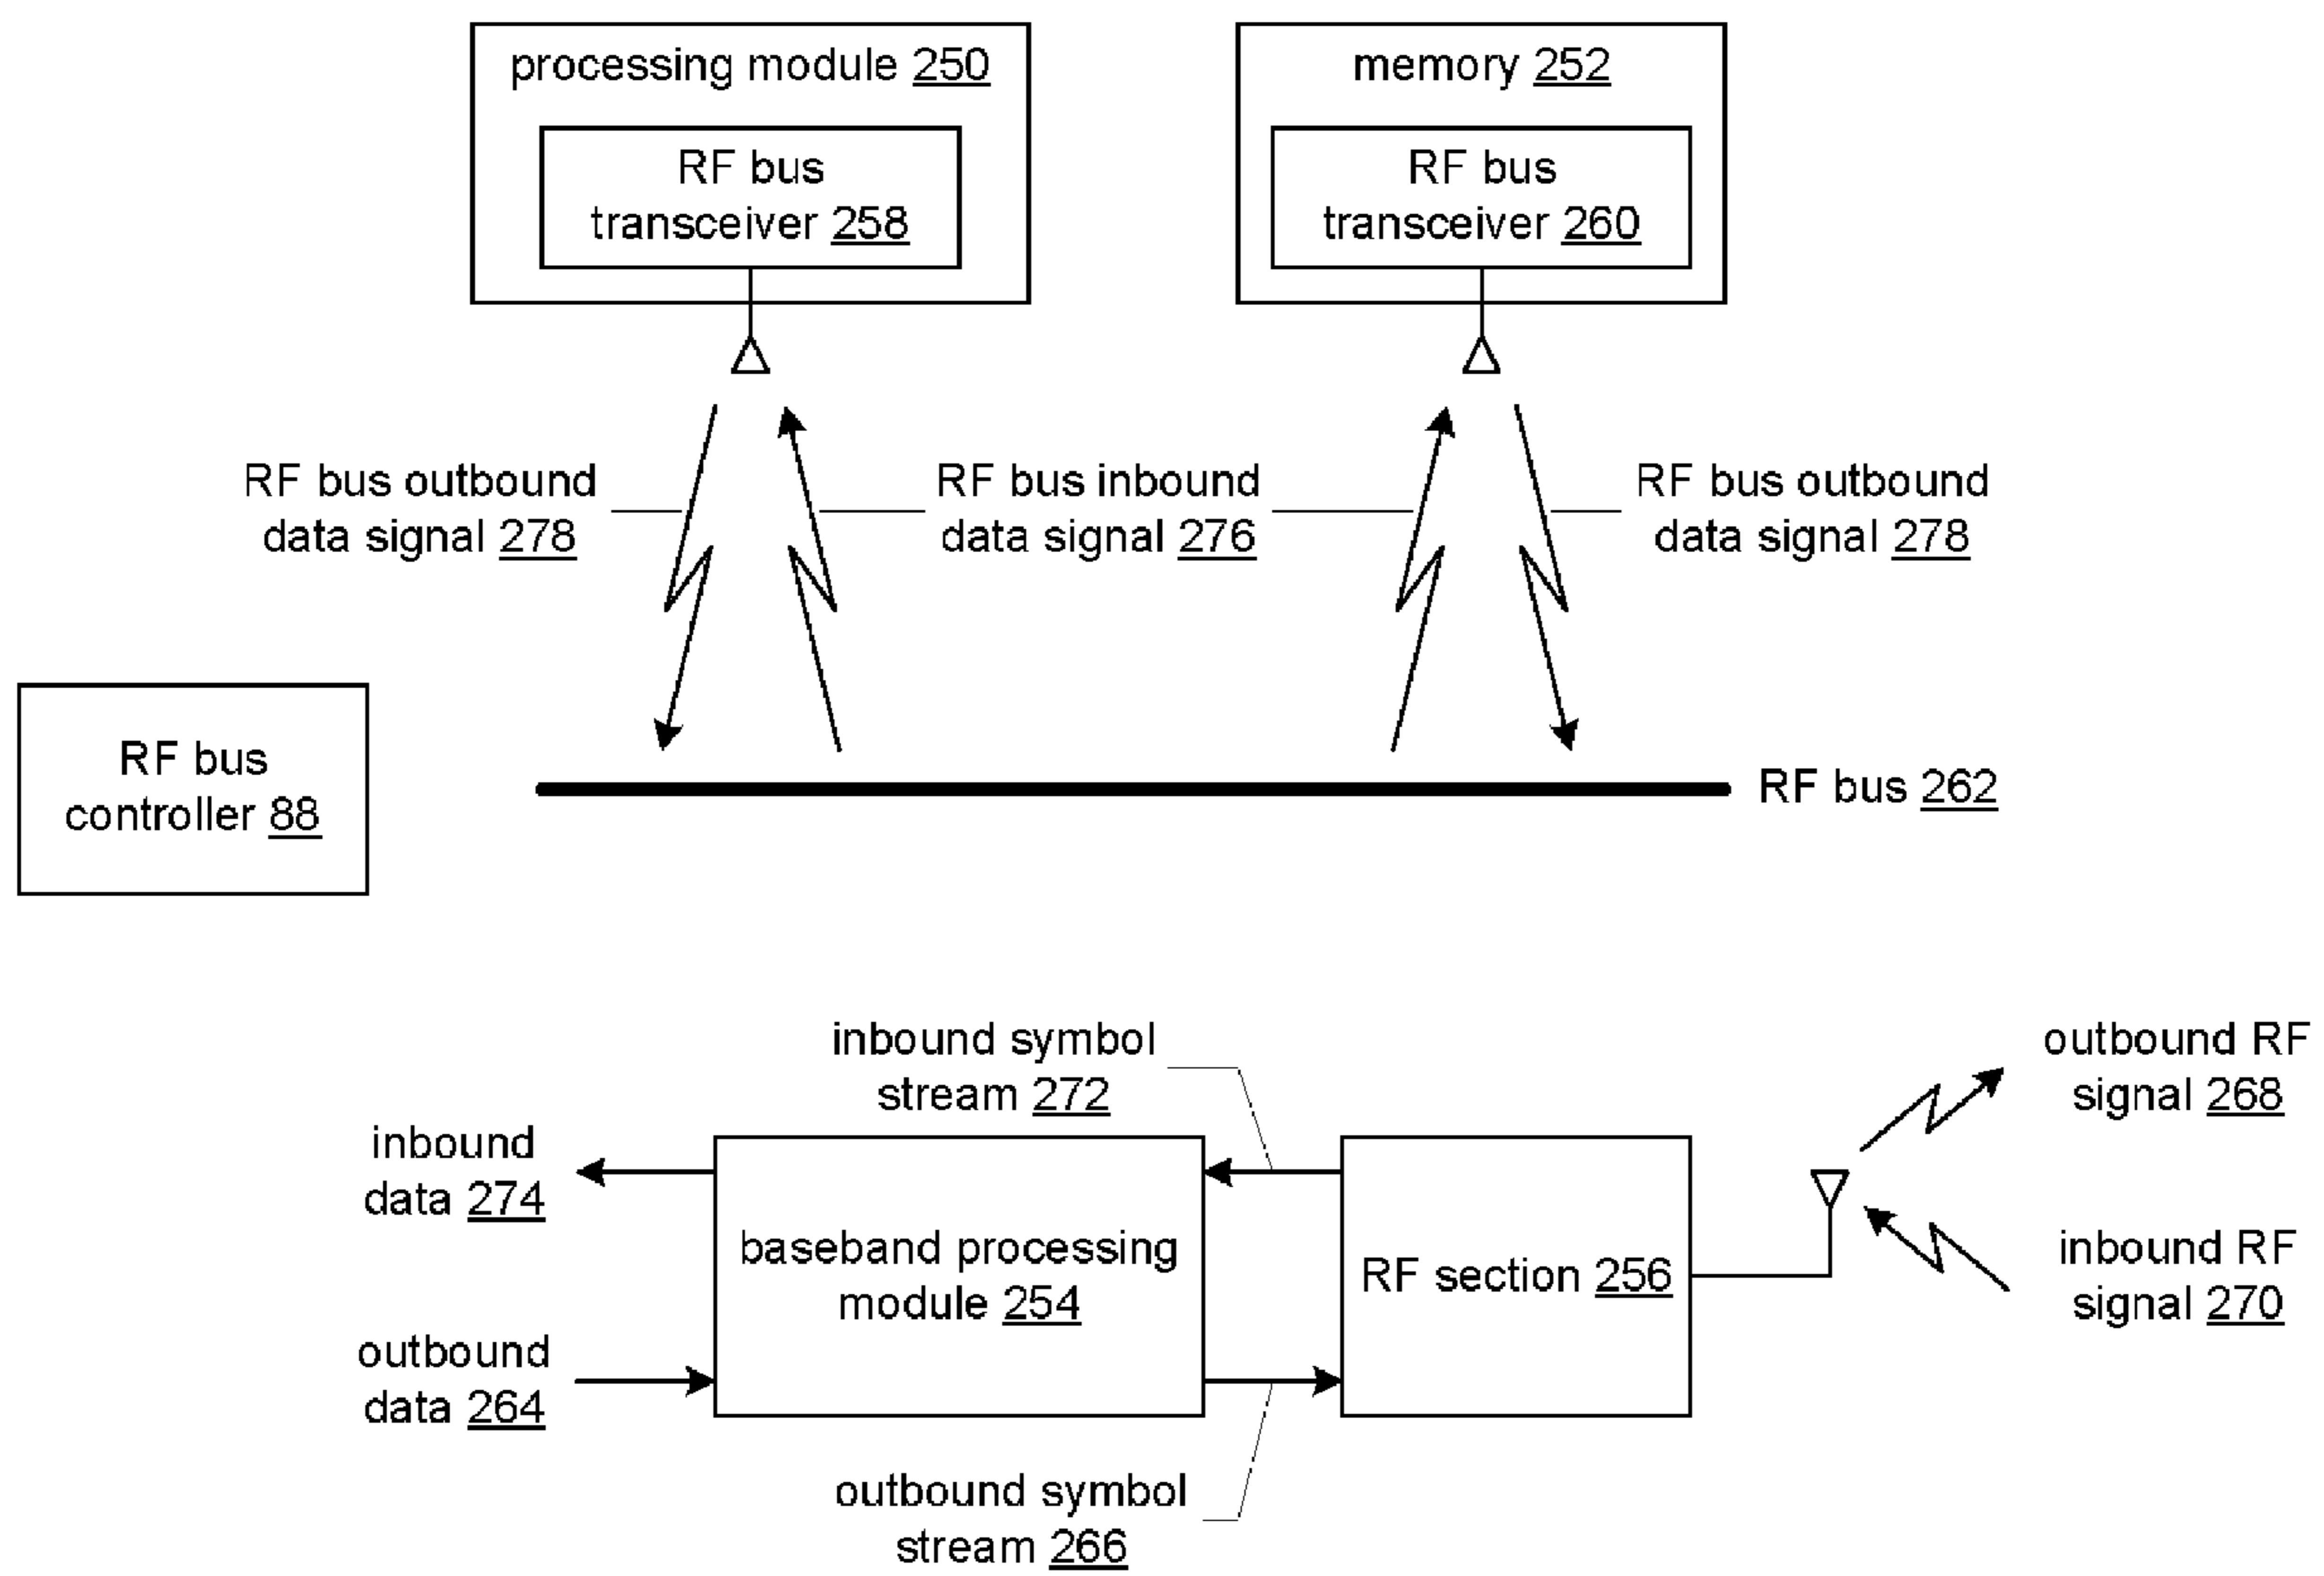 processing module 250
RF bus
transceiver 258
memory 252
RF bus
transceiver 260
RF bus outbound
data signal 278
RF bus inbound
data signal 276
RF bus outbound
data signal 278
RF bus
controller 88
RF bus 262
inbound symbol
stream 272
outbound RF
signal 268
inbound
data 274
baseband processing
module 254
RF section 256
inbound RF
signal 270
outbound
data 264
outbound symbol
stream 266